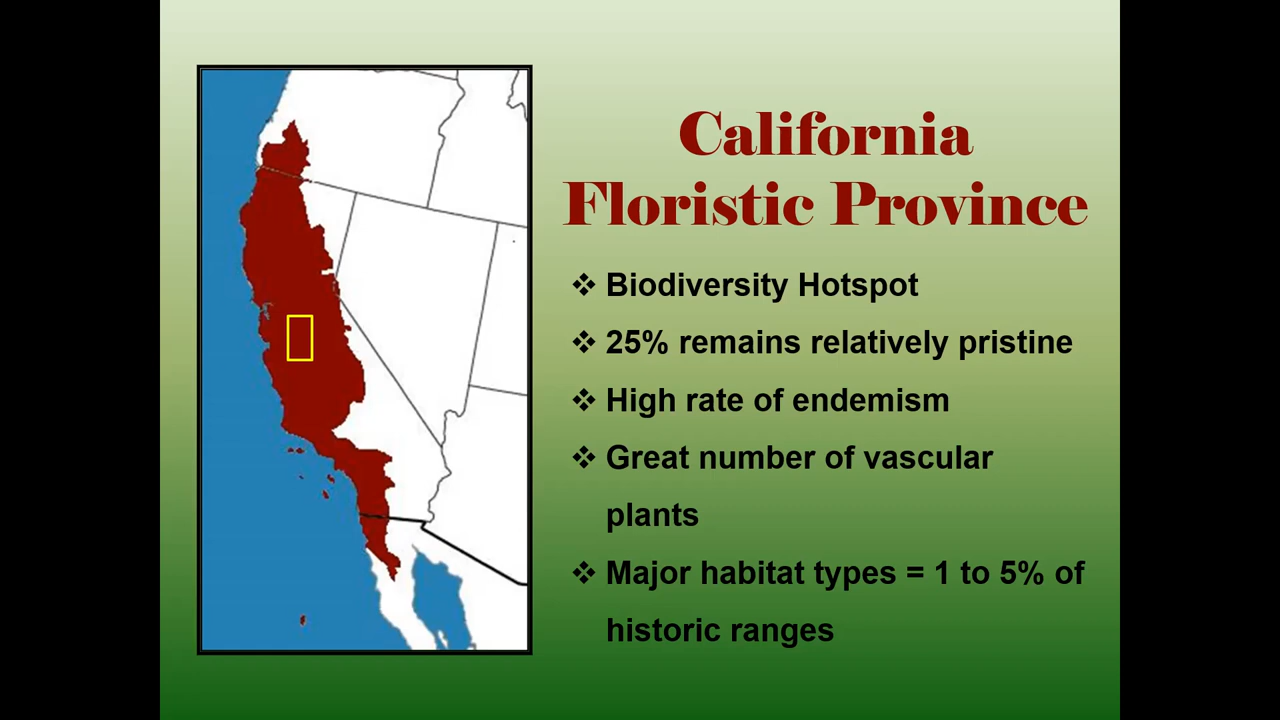 California
Floristic Province
❖ Biodiversity Hotspot
❖ 25% remains relatively pristine
❖ High rate of endemism
❖ Great number of vascular
plants
❖ Major habitat types = 1 to 5% of
historic ranges